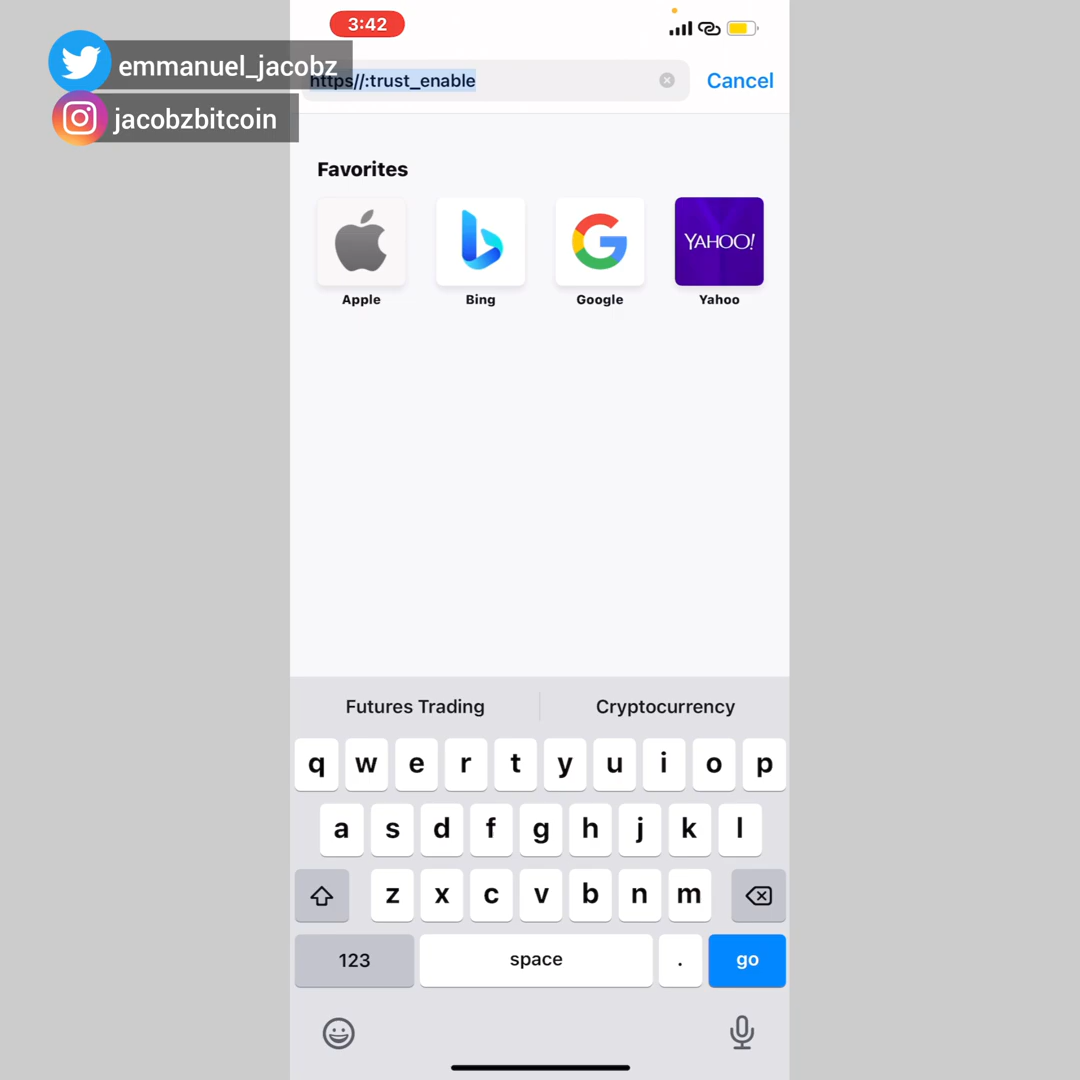 3:42
emmanuel_jacobz
https//:trust_enable
Cancel
jacobzbitcoin
Favorites
YAHOO!
Apple
Bing
Google
Yahoo
Futures Trading
Cryptocurrency
q w e r t y u i o p
a s d f g h j k l
z x c v b n m
123
space
.
go